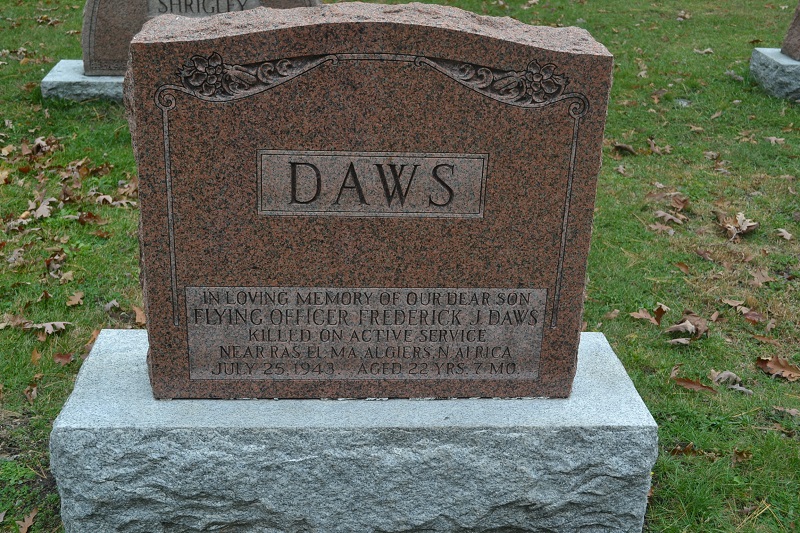 SHRIGLEY
DAWS
IN LOVING MEMORY OF OUR DEAR SON
FLYING OFFICER FREDERICK J. DAWS
KILLED ON ACTIVE SERVICE
NEAR RAS-EL-MA, ALGIERS, N. AFRICA
JULY 25, 1943. AGED 22 YRS. 7 MO.